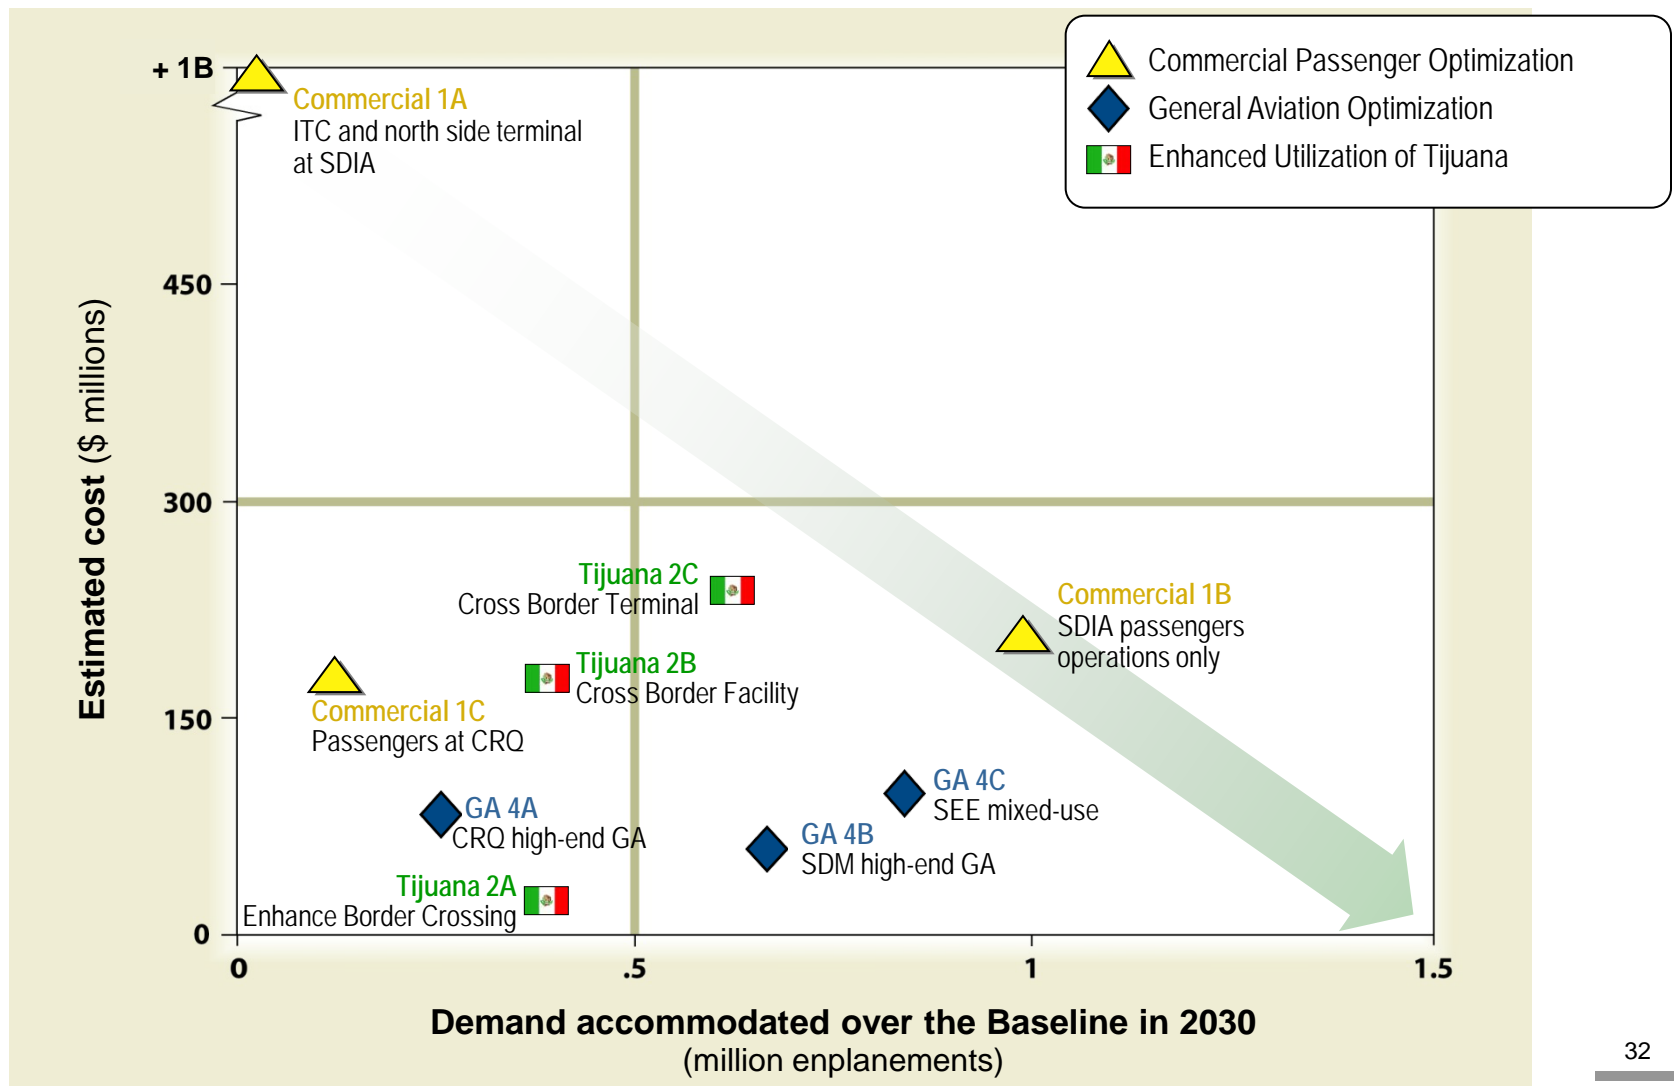 Commercial Passenger Optimization
General Aviation Optimization
Enhanced Utilization of Tijuana
+ 1B
450
300
150
0
Estimated cost ($ millions)
Commercial 1A
ITC and north side terminal
at SDIA
Tijuana 2C
Cross Border Terminal
Commercial 1B
SDIA passengers
operations only
Tijuana 2B
Cross Border Facility
Commercial 1C
Passengers at CRQ
GA 4C
SEE mixed-use
GA 4A
CRQ high-end GA
GA 4B
SDM high-end GA
Tijuana 2A
Enhance Border Crossing
0 .5 1 1.5
Demand accommodated over the Baseline in 2030
(million enplanements)
32